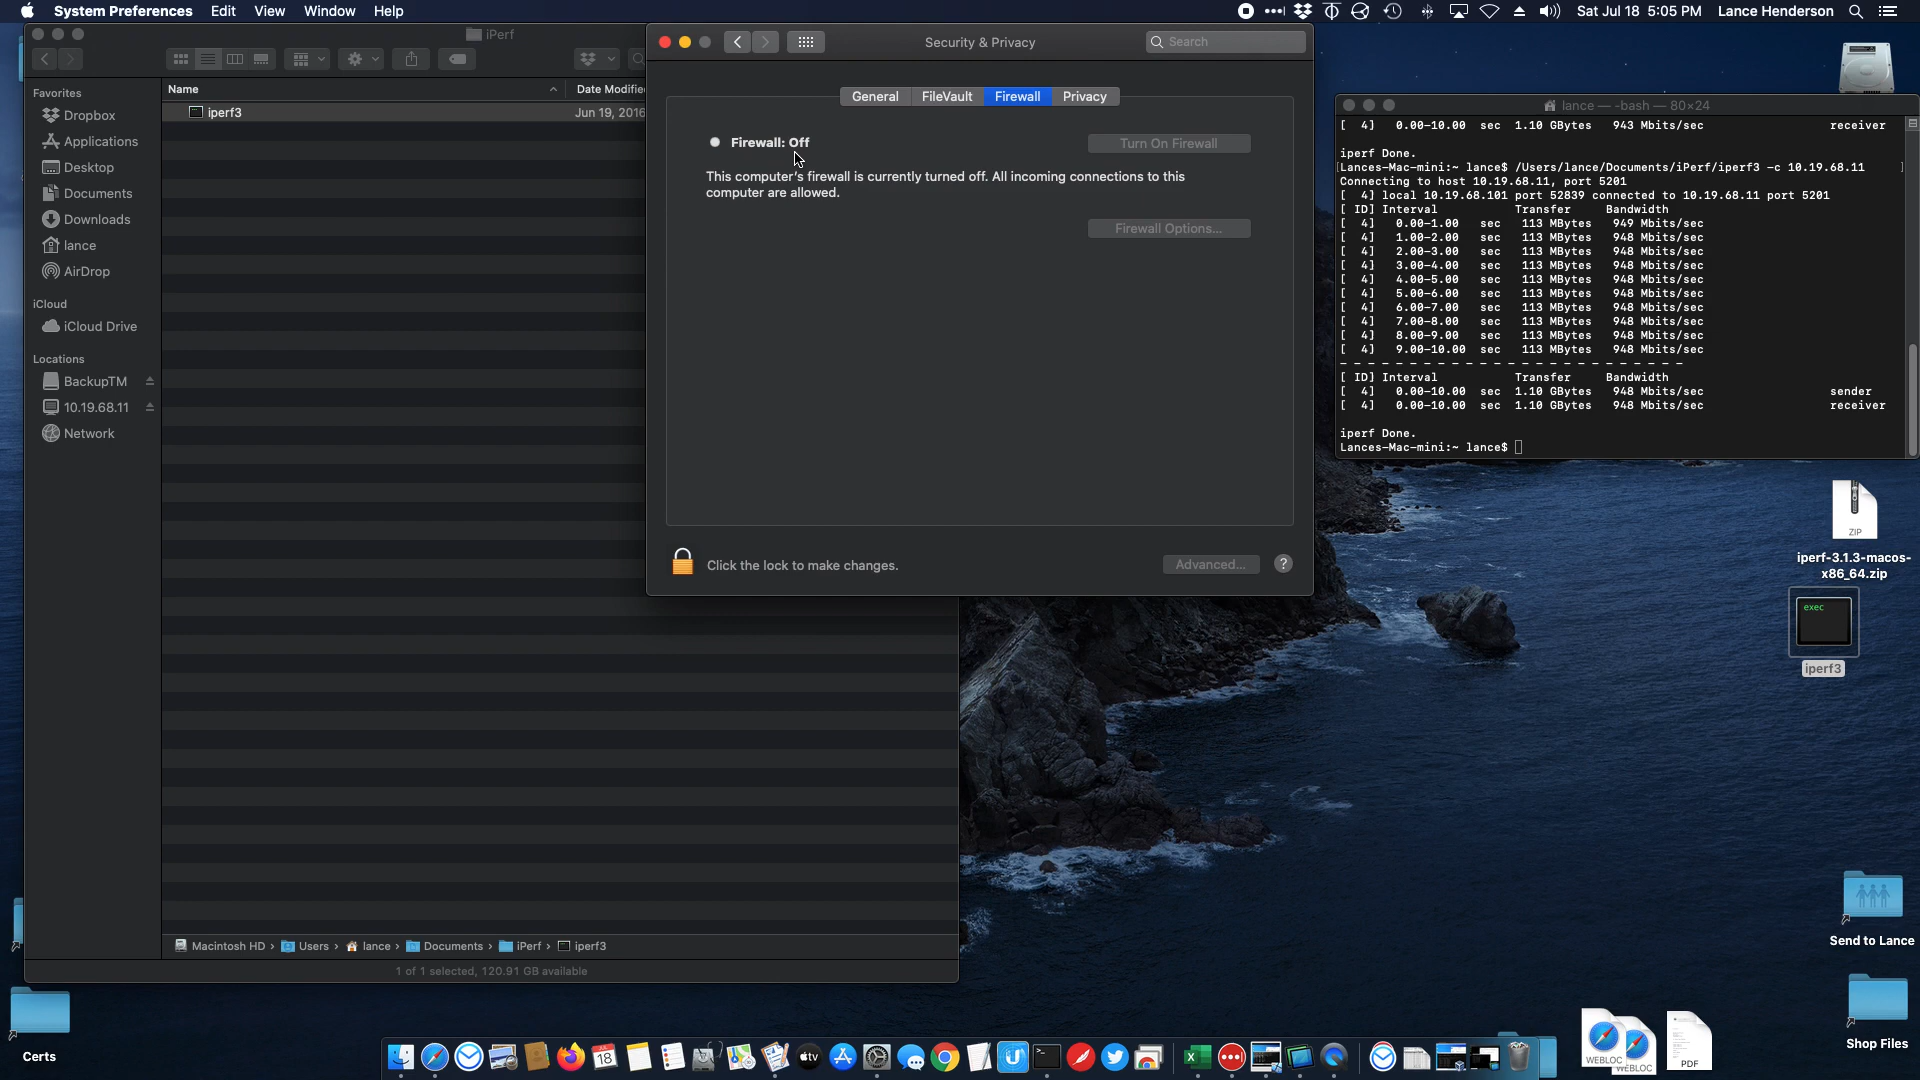 System Preferences Edit View Window Help
Sat Jul 18 5:05 PM Lance Henderson
iPerf
Favorites
Dropbox
Applications
Desktop
Documents
Downloads
lance
AirDrop
iCloud
iCloud Drive
Locations
BackupTM
10.19.68.11
Network
Name
Date Modifie
iperf3
Jun 19, 2016
Macintosh HD › Users › lance › Documents › iPerf › iperf3
1 of 1 selected, 120.91 GB available
Security & Privacy
Search
General FileVault Firewall Privacy
Firewall: Off
Turn On Firewall
This computer's firewall is currently turned off. All incoming connections to this
computer are allowed.
Firewall Options...
Click the lock to make changes.
Advanced...
?
lance — -bash — 80×24
[ 4] 0.00-10.00 sec 1.10 GBytes 943 Mbits/sec receiver
iperf Done.
[Lances-Mac-mini:~ lance$ /Users/lance/Documents/iPerf/iperf3 -c 10.19.68.11 ]
Connecting to host 10.19.68.11, port 5201
[ 4] local 10.19.68.101 port 52839 connected to 10.19.68.11 port 5201
[ ID] Interval Transfer Bandwidth
[ 4] 0.00-1.00 sec 113 MBytes 949 Mbits/sec
[ 4] 1.00-2.00 sec 113 MBytes 948 Mbits/sec
[ 4] 2.00-3.00 sec 113 MBytes 948 Mbits/sec
[ 4] 3.00-4.00 sec 113 MBytes 948 Mbits/sec
[ 4] 4.00-5.00 sec 113 MBytes 948 Mbits/sec
[ 4] 5.00-6.00 sec 113 MBytes 948 Mbits/sec
[ 4] 6.00-7.00 sec 113 MBytes 948 Mbits/sec
[ 4] 7.00-8.00 sec 113 MBytes 948 Mbits/sec
[ 4] 8.00-9.00 sec 113 MBytes 948 Mbits/sec
[ 4] 9.00-10.00 sec 113 MBytes 948 Mbits/sec
- - - - - - - - - - - - - - - - - - - - - - - - -
[ ID] Interval Transfer Bandwidth
[ 4] 0.00-10.00 sec 1.10 GBytes 948 Mbits/sec sender
[ 4] 0.00-10.00 sec 1.10 GBytes 948 Mbits/sec receiver
iperf Done.
Lances-Mac-mini:~ lance$
ZIP
iperf-3.1.3-macos-
x86_64.zip
exec
iperf3
Send to Lance
Shop Files
Certs
18
tv
WEBLOC
WEBLOC
PDF